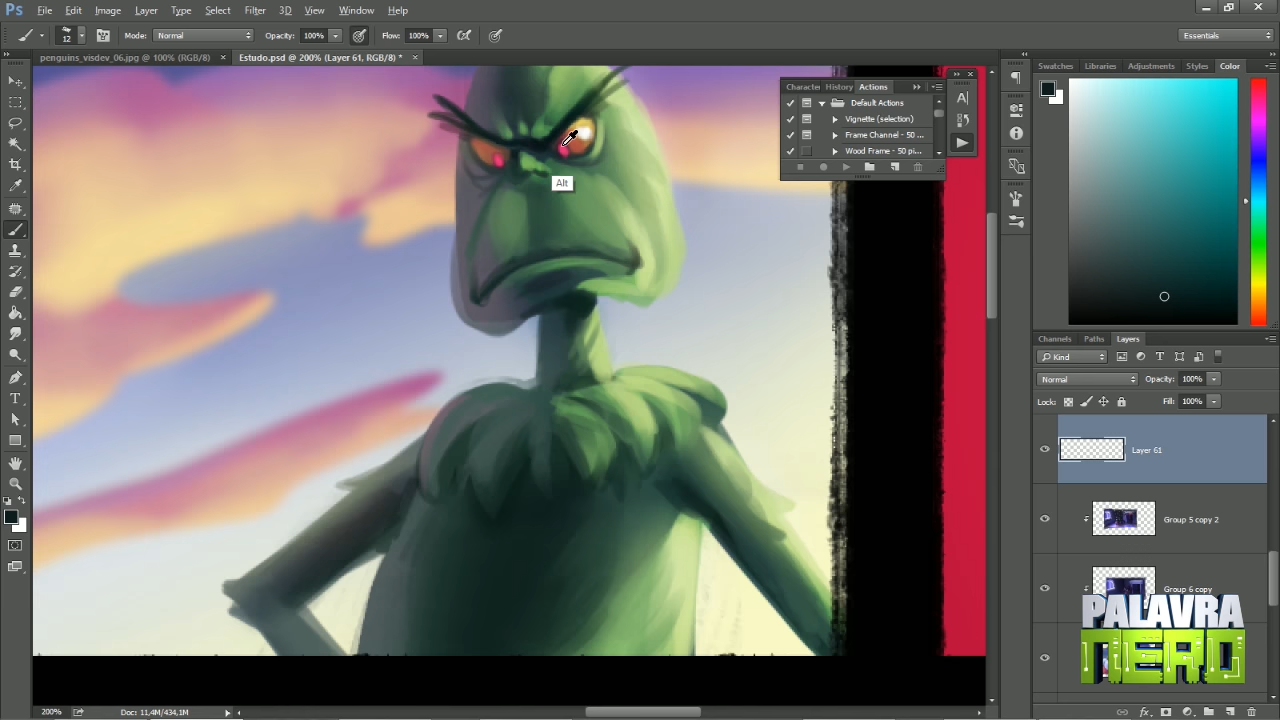 Ps File Edit Image Layer Type Select Filter 3D View Window Help
12 Mode: Normal Opacity: 100% Flow: 100% Essentials
penguins_visdev_06.jpg @ 100% (RGB/8) × Estudo.psd @ 200% (Layer 61, RGB/8) * ×
Swatches Libraries Adjustments Styles Color
Characte History Actions
Default Actions
Vignette (selection)
Frame Channel - 50 ...
Wood Frame - 50 pi...
Alt
Channels Paths Layers
Kind
Normal Opacity: 100%
Lock: Fill: 100%
Layer 61
Group 5 copy 2
Group 6 copy
PALAVRA
NERD
200% Doc: 11,4M/434,1M